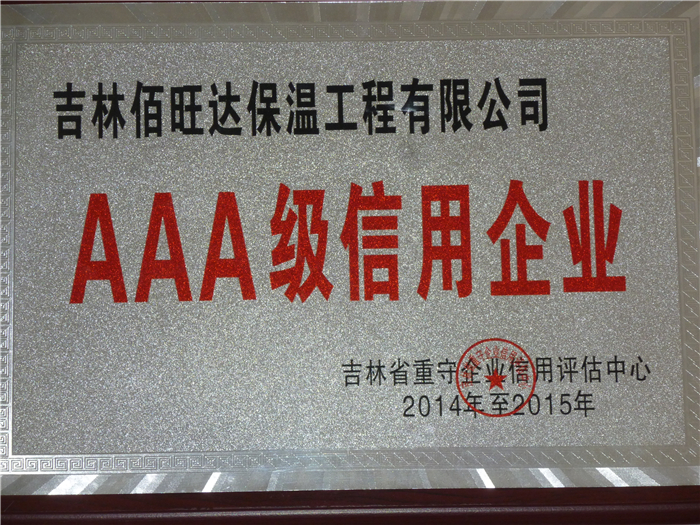 吉林佰旺达保温工程有限公司
AAA级信用企业
吉林省重守企业信用评估中心
2014年至2015年